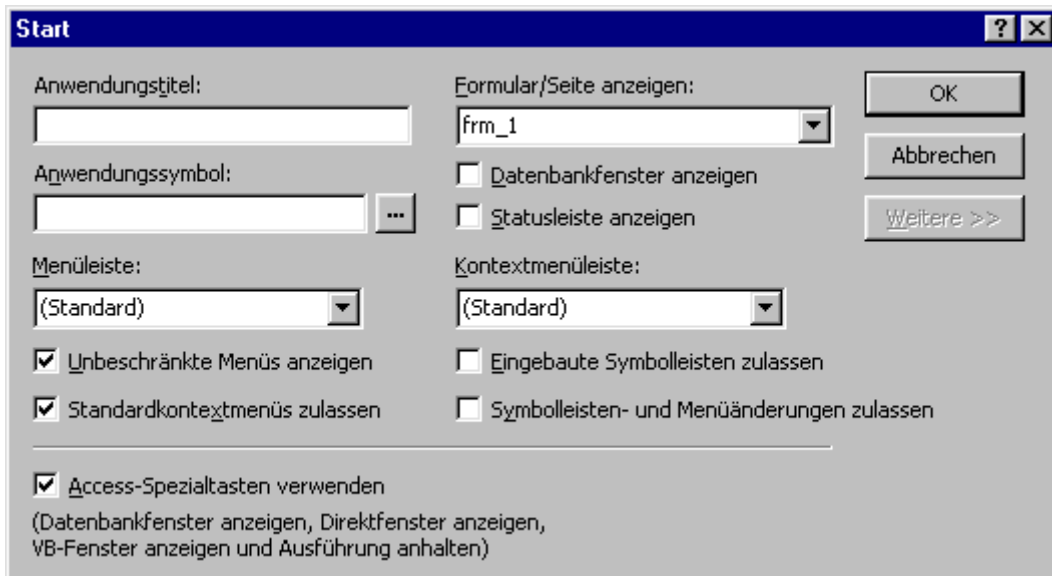 Start
Anwendungstitel:
Formular/Seite anzeigen:
OK
frm_1
Abbrechen
Anwendungssymbol:
Datenbankfenster anzeigen
...
Statusleiste anzeigen
Weitere >>
Menüleiste:
Kontextmenüleiste:
(Standard)
(Standard)
Unbeschränkte Menüs anzeigen
Eingebaute Symbolleisten zulassen
Standardkontextmenüs zulassen
Symbolleisten- und Menüänderungen zulassen
Access-Spezialtasten verwenden
(Datenbankfenster anzeigen, Direktfenster anzeigen,
VB-Fenster anzeigen und Ausführung anhalten)